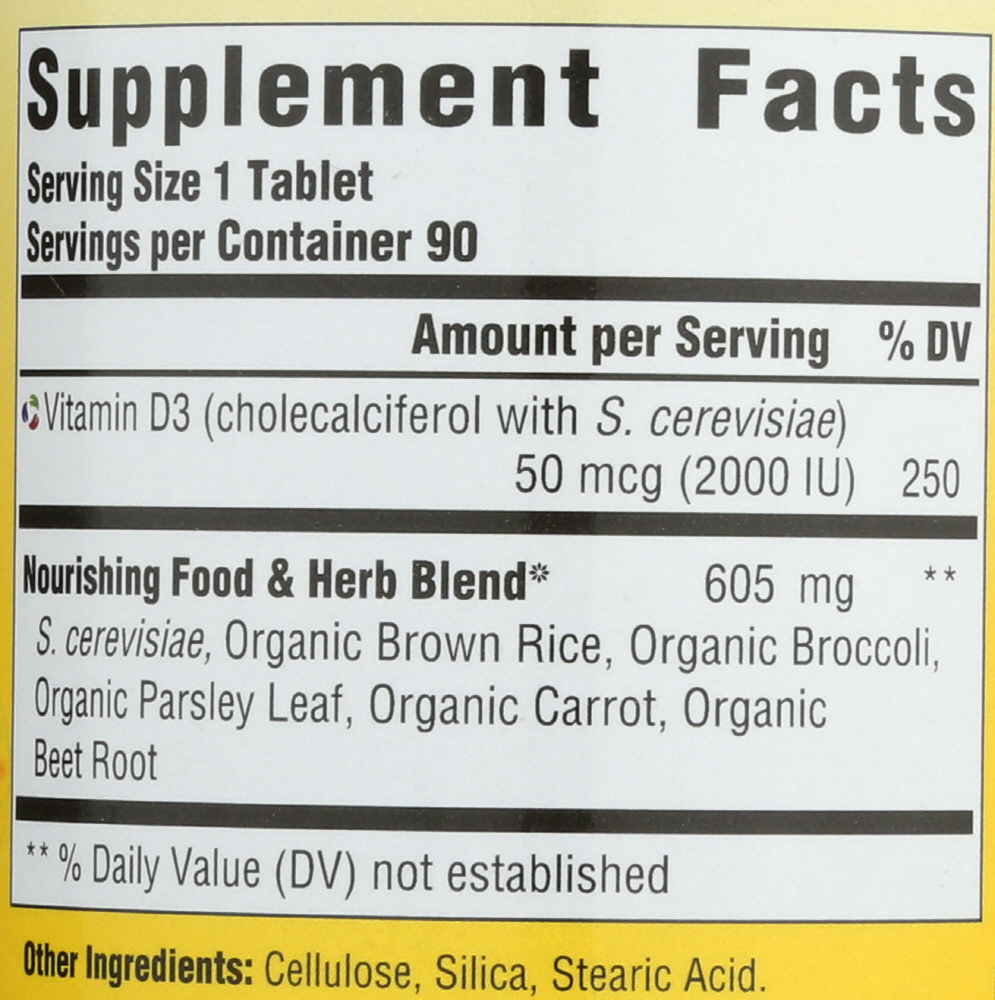 Supplement Facts
Serving Size 1 Tablet
Servings per Container 90
Amount per Serving % DV
Vitamin D3 (cholecalciferol with S. cerevisiae)
50 mcg (2000 IU) 250
Nourishing Food & Herb Blend* 605 mg **
S. cerevisiae, Organic Brown Rice, Organic Broccoli,
Organic Parsley Leaf, Organic Carrot, Organic
Beet Root
** % Daily Value (DV) not established
Other Ingredients: Cellulose, Silica, Stearic Acid.